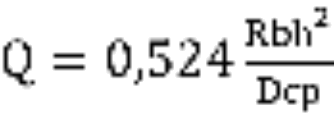 Q = 0,524 Rbh²/Dcp